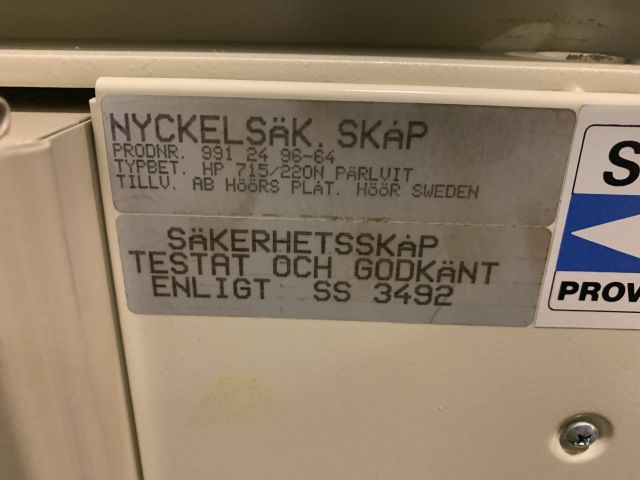 NYCKELSÄK. SKÅP
PRODNR. 991 24 96-64
TYPBET. HP 715/220N PÄRLVIT
TILLV. AB HÖÖRS PLÅT. HÖÖR SWEDEN
SÄKERHETSSKÅP
TESTAT OCH GODKÄNT
ENLIGT SS 3492
S
PROV